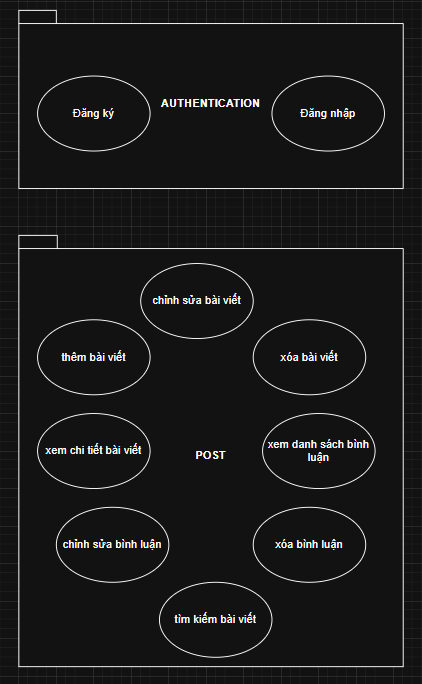 AUTHENTICATION
Đăng ký
Đăng nhập
chỉnh sửa bài viết
thêm bài viết
xóa bài viết
xem chi tiết bài viết
POST
xem danh sách bình
luận
chỉnh sửa bình luận
xóa bình luận
tìm kiếm bài viết